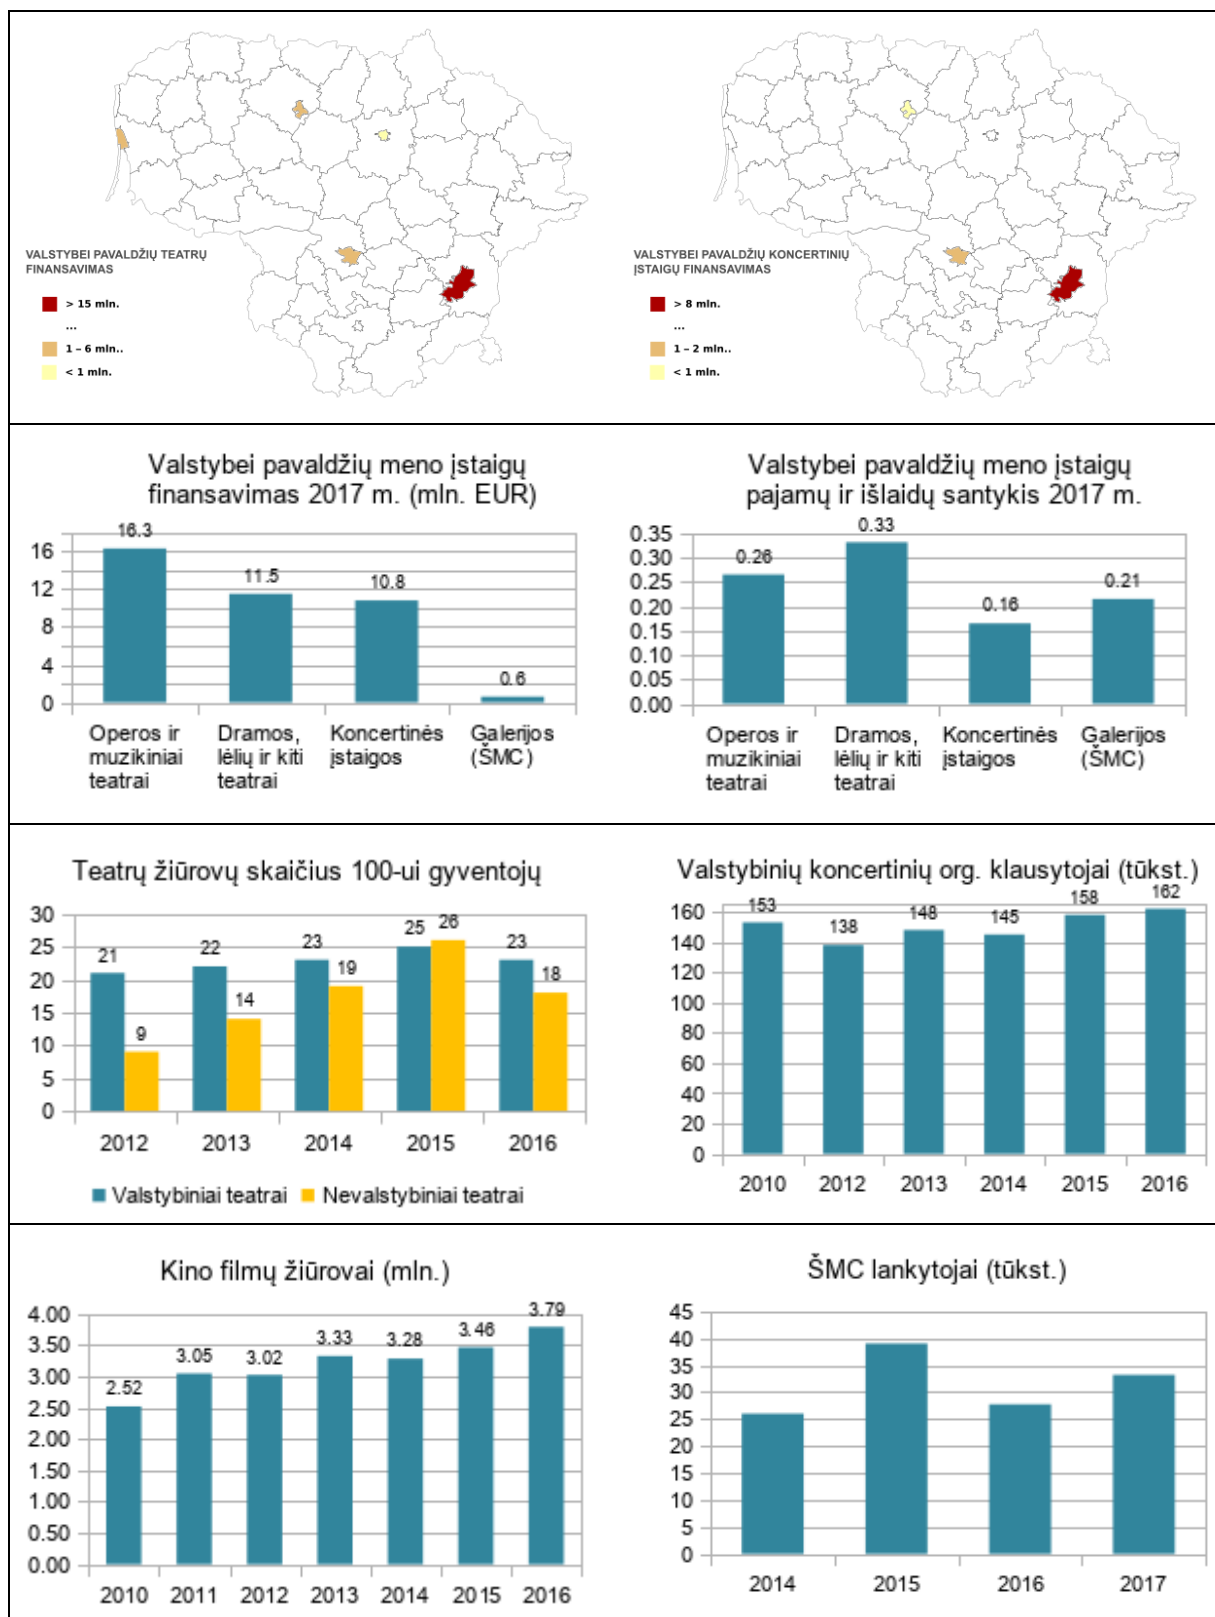 VALSTYBEI PAVALDŽIŲ TEATRŲ
FINANSAVIMAS
> 15 mln.
...
1 – 6 mln..
< 1 mln.
VALSTYBEI PAVALDŽIŲ KONCERTINIŲ
ĮSTAIGŲ FINANSAVIMAS
> 8 mln.
...
1 – 2 mln..
< 1 mln.
Valstybei pavaldžių meno įstaigų
finansavimas 2017 m. (mln. EUR)
16
12
8
4
0
16.3
11.5
10.8
0.6
Operos ir
muzikiniai
teatrai
Dramos,
lėlių ir kiti
teatrai
Koncertinės
įstaigos
Galerijos
(ŠMC)
Valstybei pavaldžių meno įstaigų
pajamų ir išlaidų santykis 2017 m.
0.35
0.30
0.25
0.20
0.15
0.10
0.05
0.00
0.26
0.33
0.16
0.21
Operos ir
muzikiniai
teatrai
Dramos,
lėlių ir kiti
teatrai
Koncertinės
įstaigos
Galerijos
(ŠMC)
Teatrų žiūrovų skaičius 100-ui gyventojų
30
25
20
15
10
5
0
21
9
22
14
23
19
25
26
23
18
2012 2013 2014 2015 2016
Valstybiniai teatrai Nevalstybiniai teatrai
Valstybinių koncertinių org. klausytojai (tūkst.)
160
140
120
100
80
60
40
20
0
153
138
148
145
158
162
2010 2012 2013 2014 2015 2016
Kino filmų žiūrovai (mln.)
4.00
3.50
3.00
2.50
2.00
1.50
1.00
0.50
0.00
2.52
3.05
3.02
3.33
3.28
3.46
3.79
2010 2011 2012 2013 2014 2015 2016
ŠMC lankytojai (tūkst.)
45
40
35
30
25
20
15
10
5
0
2014 2015 2016 2017